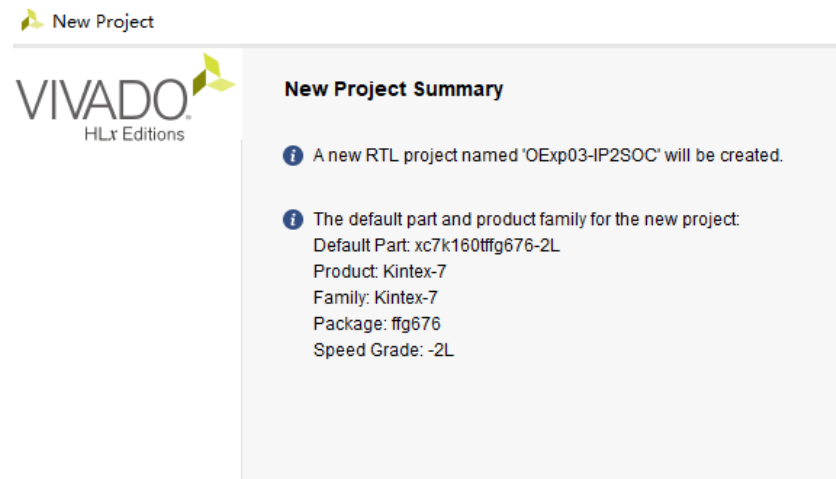 New Project
VIVADO.
HLx Editions
New Project Summary
A new RTL project named 'OExp03-IP2SOC' will be created.
The default part and product family for the new project:
Default Part: xc7k160tffg676-2L
Product: Kintex-7
Family: Kintex-7
Package: ffg676
Speed Grade: -2L